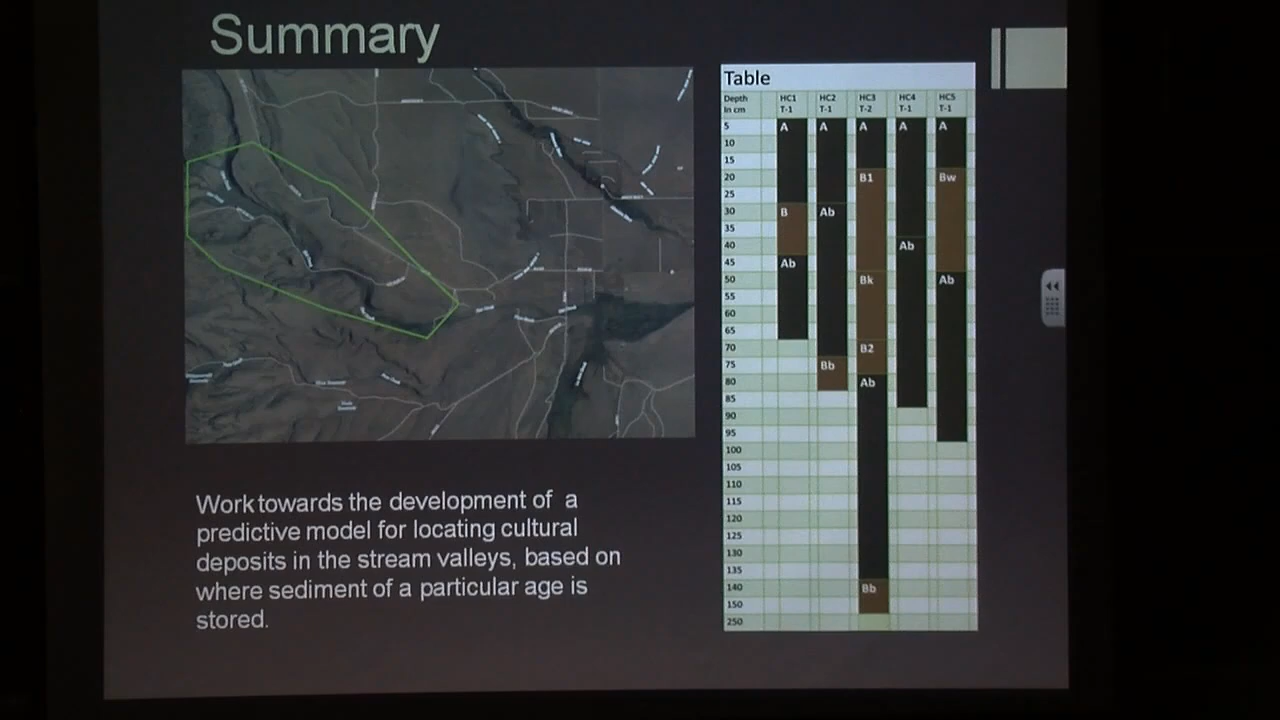 Summary
Table
Depth In cm HC1 T-1 HC2 T-1 HC3 T-2 HC4 T-1 HC5 T-1
5 A A A A A
10
15
20 B1 Bw
25
30 B Ab
35
40 Ab
45 Ab
50 Bk Ab
55
60
65
70 B2
75 Bb
80 Ab
85
90
95
100
105
110
115
120
125
130
135
140 Bb
150
250
Work towards the development of a
predictive model for locating cultural
deposits in the stream valleys, based on
where sediment of a particular age is
stored.